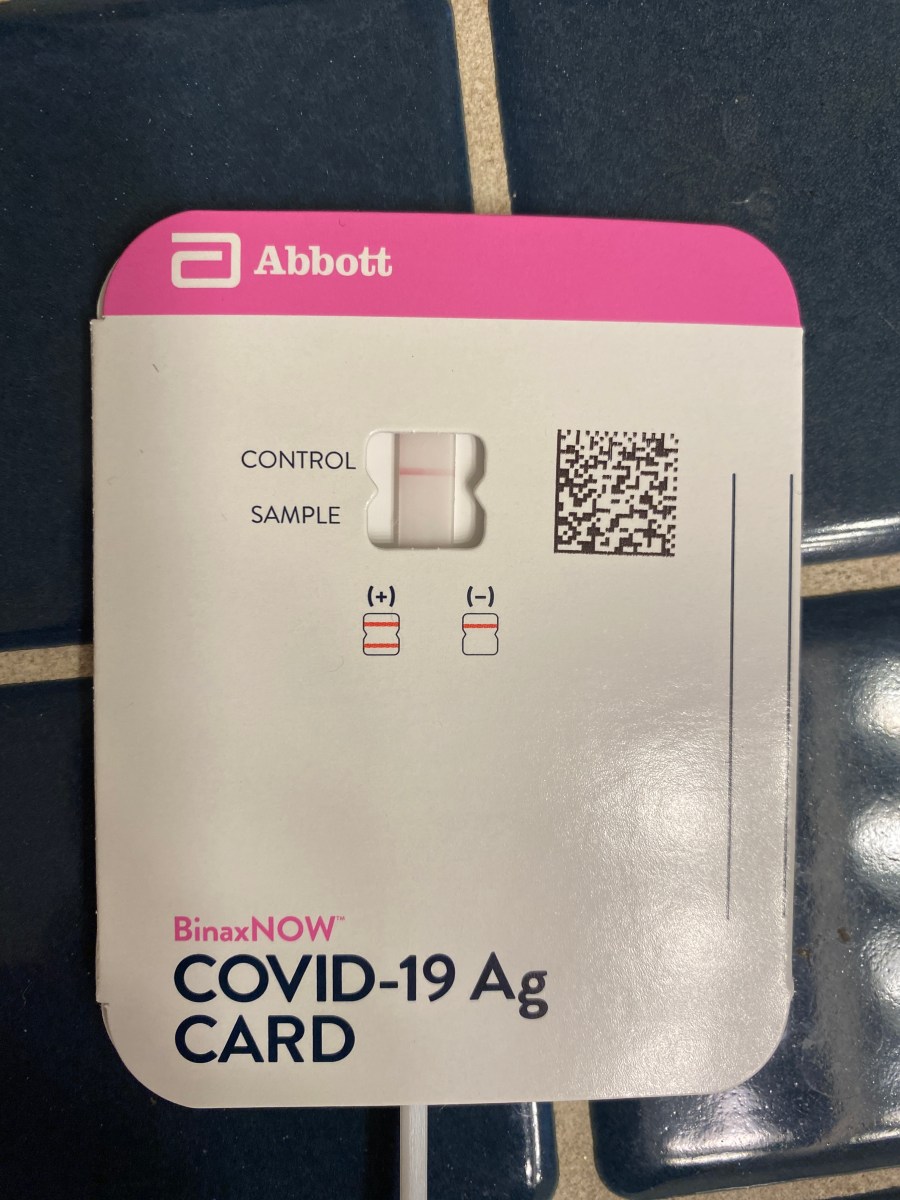 Abbott
CONTROL
SAMPLE
(+) (−)
BinaxNOW™
COVID-19 Ag
CARD